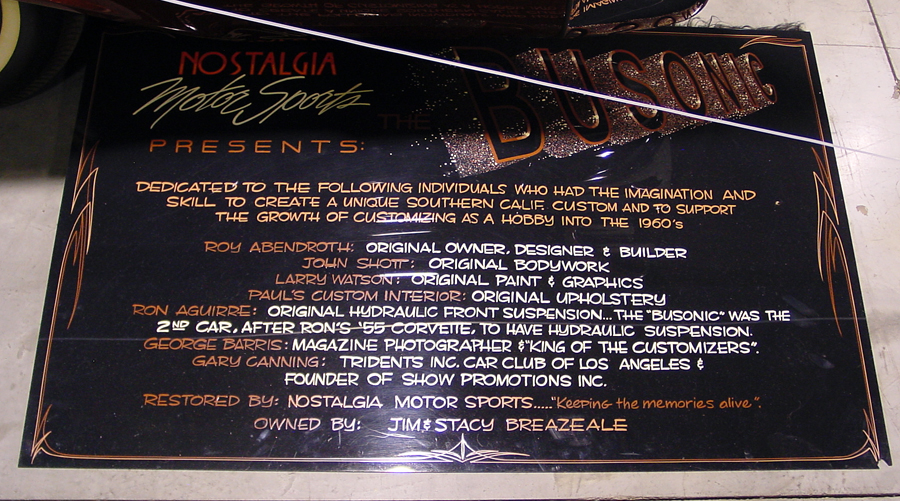 NOSTALGIA
Motor Sports
PRESENTS:
THE BUSONIC
DEDICATED TO THE FOLLOWING INDIVIDUALS WHO HAD THE IMAGINATION AND
SKILL TO CREATE A UNIQUE SOUTHERN CALIF. CUSTOM AND TO SUPPORT
THE GROWTH OF CUSTOMIZING AS A HOBBY INTO THE 1960's
ROY ABENDROTH: ORIGINAL OWNER, DESIGNER & BUILDER
JOHN SHOTT: ORIGINAL BODYWORK
LARRY WATSON: ORIGINAL PAINT & GRAPHICS
PAUL'S CUSTOM INTERIOR: ORIGINAL UPHOLSTERY
RON AGUIRRE: ORIGINAL HYDRAULIC FRONT SUSPENSION...THE "BUSONIC" WAS THE
2ND CAR, AFTER RON'S '55 CORVETTE, TO HAVE HYDRAULIC SUSPENSION.
GEORGE BARRIS: MAGAZINE PHOTOGRAPHER & "KING OF THE CUSTOMIZERS".
GARY CANNING: TRIDENTS INC. CAR CLUB OF LOS ANGELES &
FOUNDER OF SHOW PROMOTIONS INC.
RESTORED BY: NOSTALGIA MOTOR SPORTS....."Keeping the memories alive".
OWNED BY: JIM & STACY BREAZEALE